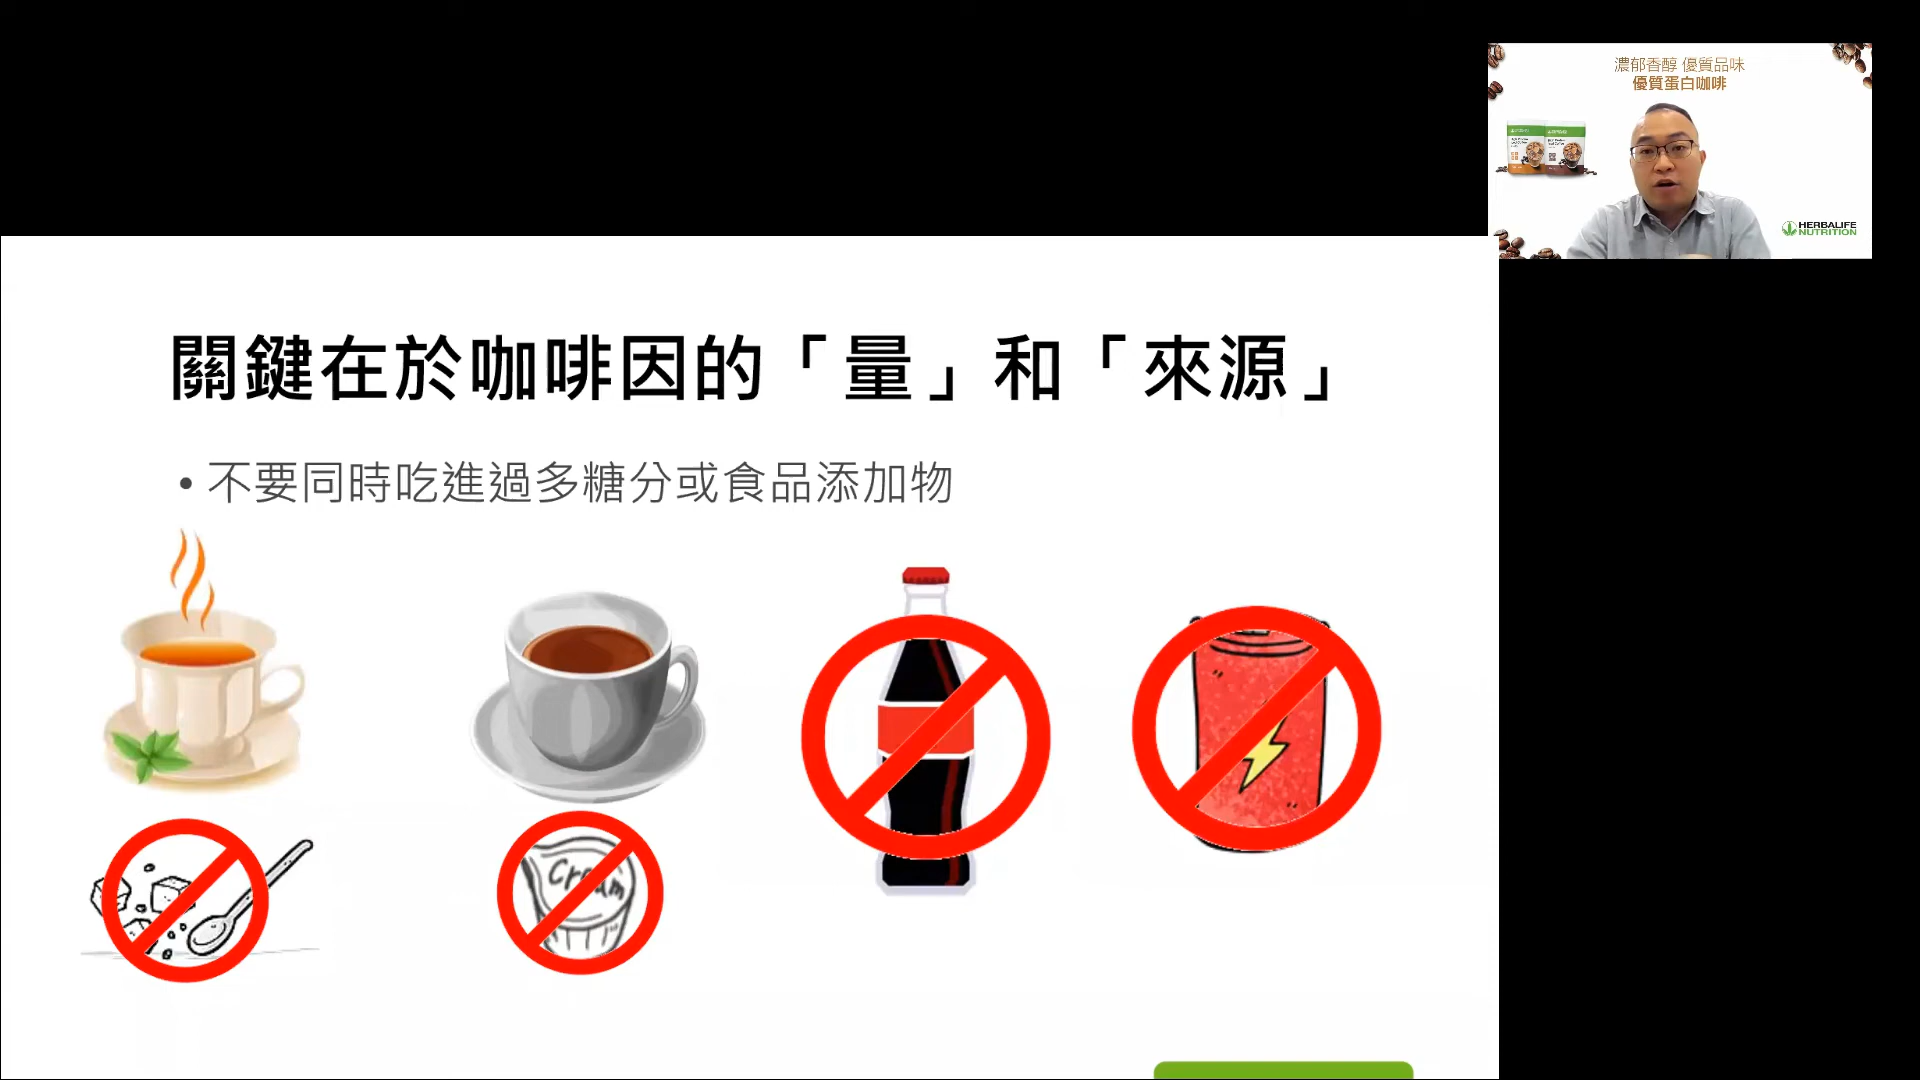 濃郁香醇 優質品味
優質蛋白咖啡
HERBALIFE
NUTRITION
關鍵在於咖啡因的「量」和「來源」
• 不要同時吃進過多糖分或食品添加物
Cream